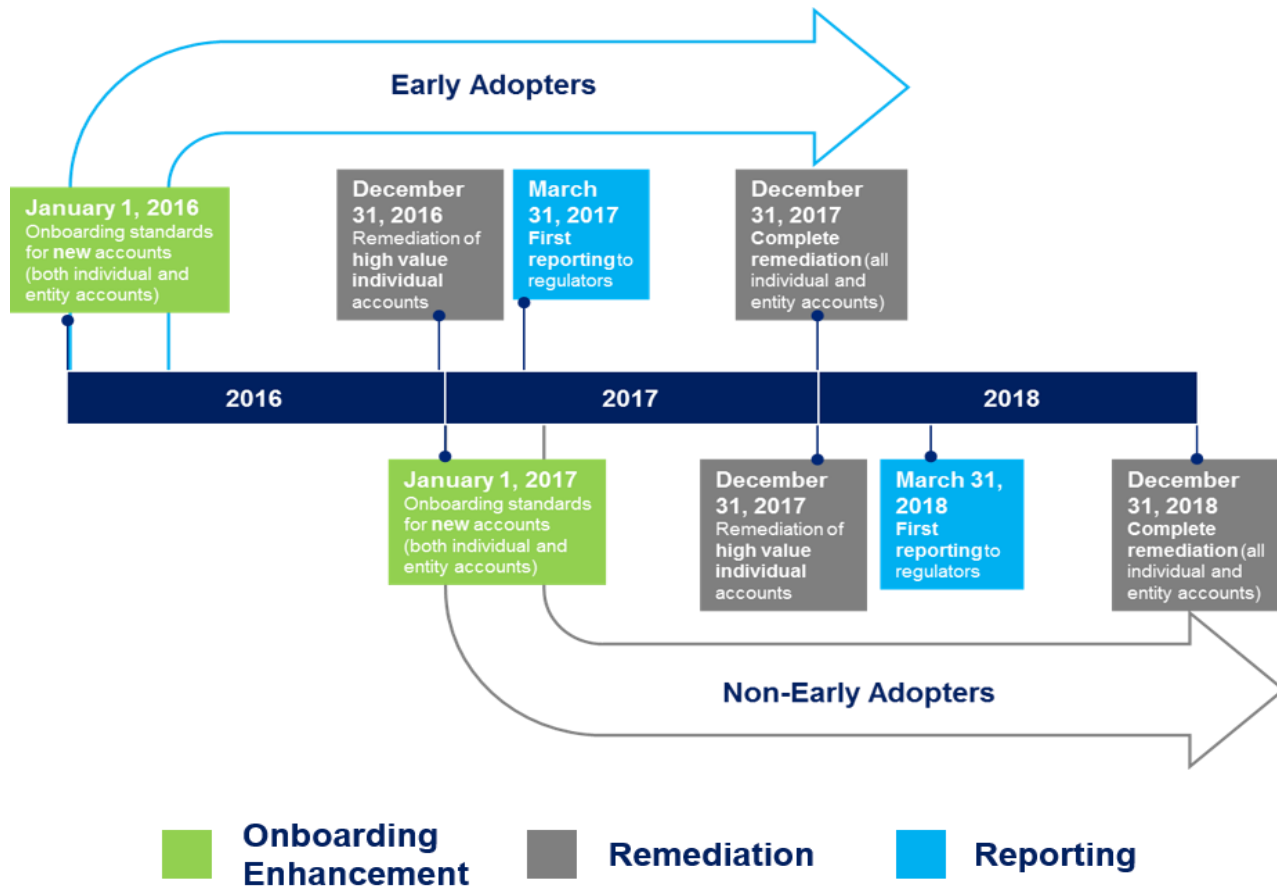 Early Adopters
January 1, 2016
Onboarding standards
for new accounts
(both individual and
entity accounts)
December
31, 2016
Remediation of
high value
individual
accounts
March
31, 2017
First
reporting to
regulators
December
31, 2017
Complete
remediation (all
individual and
entity accounts)
2016
2017
2018
January 1, 2017
Onboarding standards
for new accounts
(both individual and
entity accounts)
December
31, 2017
Remediation of
high value
individual
accounts
March 31,
2018
First
reporting to
regulators
December
31, 2018
Complete
remediation (all
individual and
entity accounts)
Non-Early Adopters
Onboarding
Enhancement
Remediation
Reporting